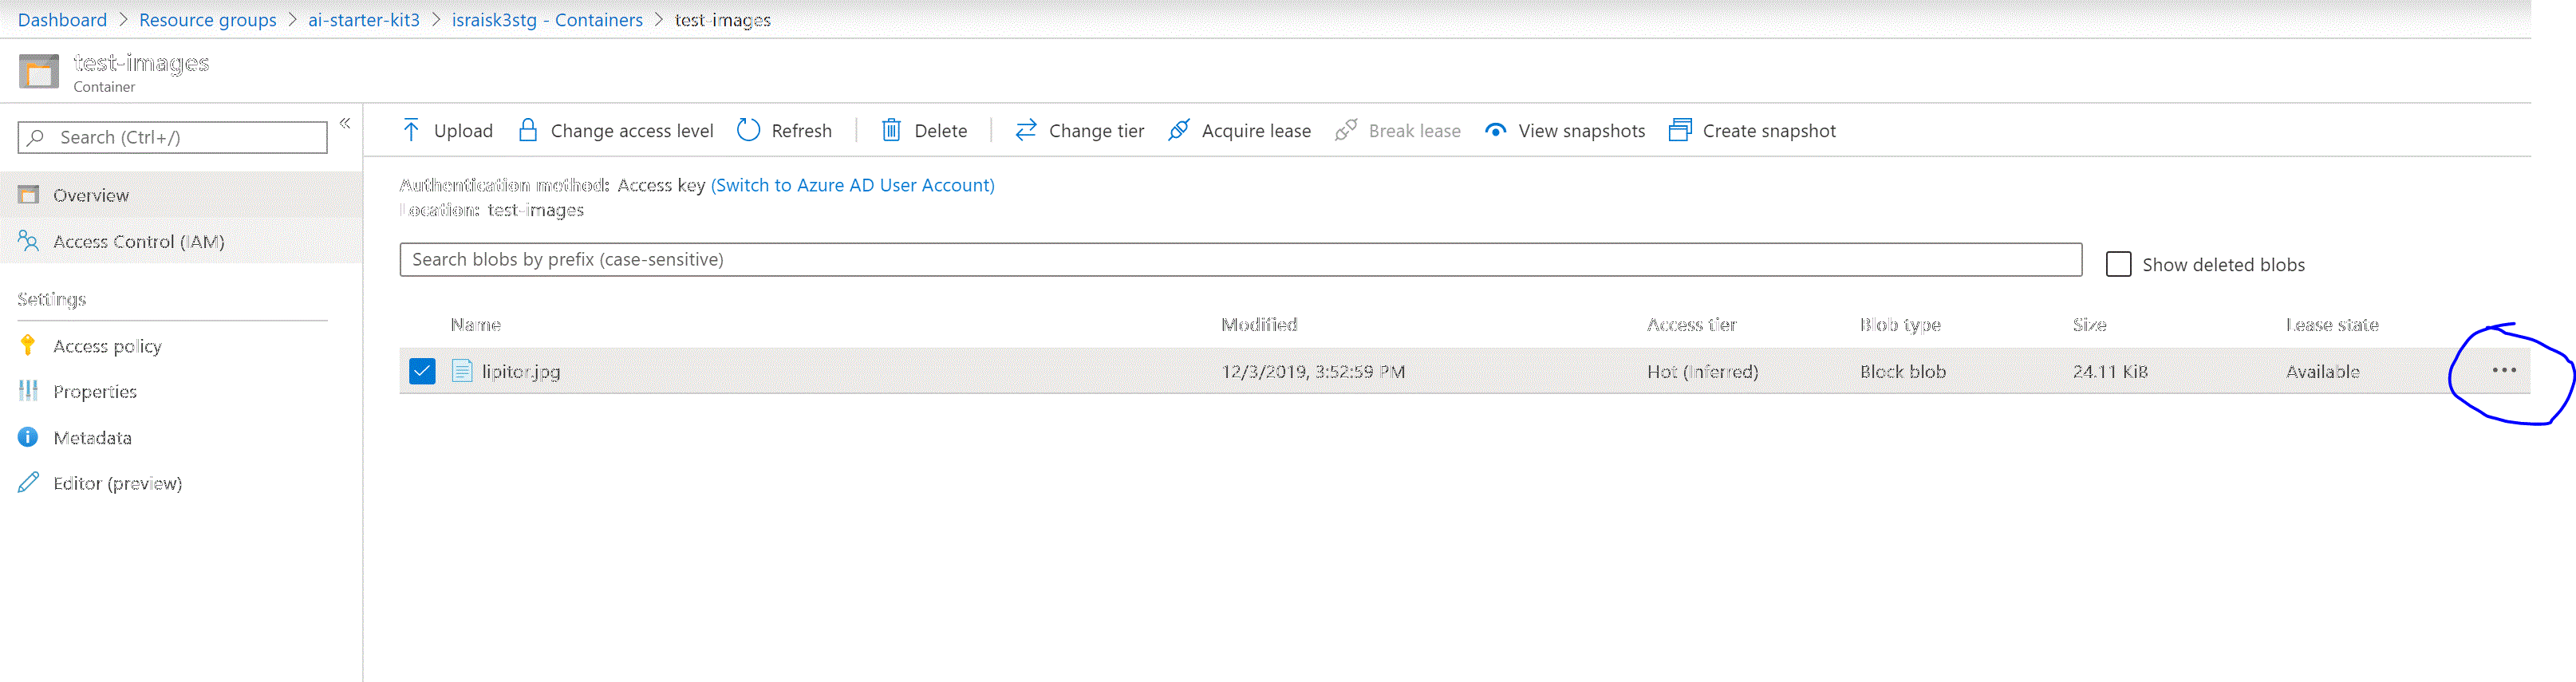 Dashboard > Resource groups > ai-starter-kit3 > israisk3stg - Containers > test-images
test-images
Container
Search (Ctrl+/)
«
Overview
Access Control (IAM)
Settings
Access policy
Properties
Metadata
Editor (preview)
Upload Change access level Refresh Delete Change tier Acquire lease Break lease View snapshots Create snapshot
Authentication method: Access key (Switch to Azure AD User Account)
Location: test-images
Search blobs by prefix (case-sensitive)
Show deleted blobs
Name Modified Access tier Blob type Size Lease state
lipitor.jpg 12/3/2019, 3:52:59 PM Hot (Inferred) Block blob 24.11 KiB Available ...